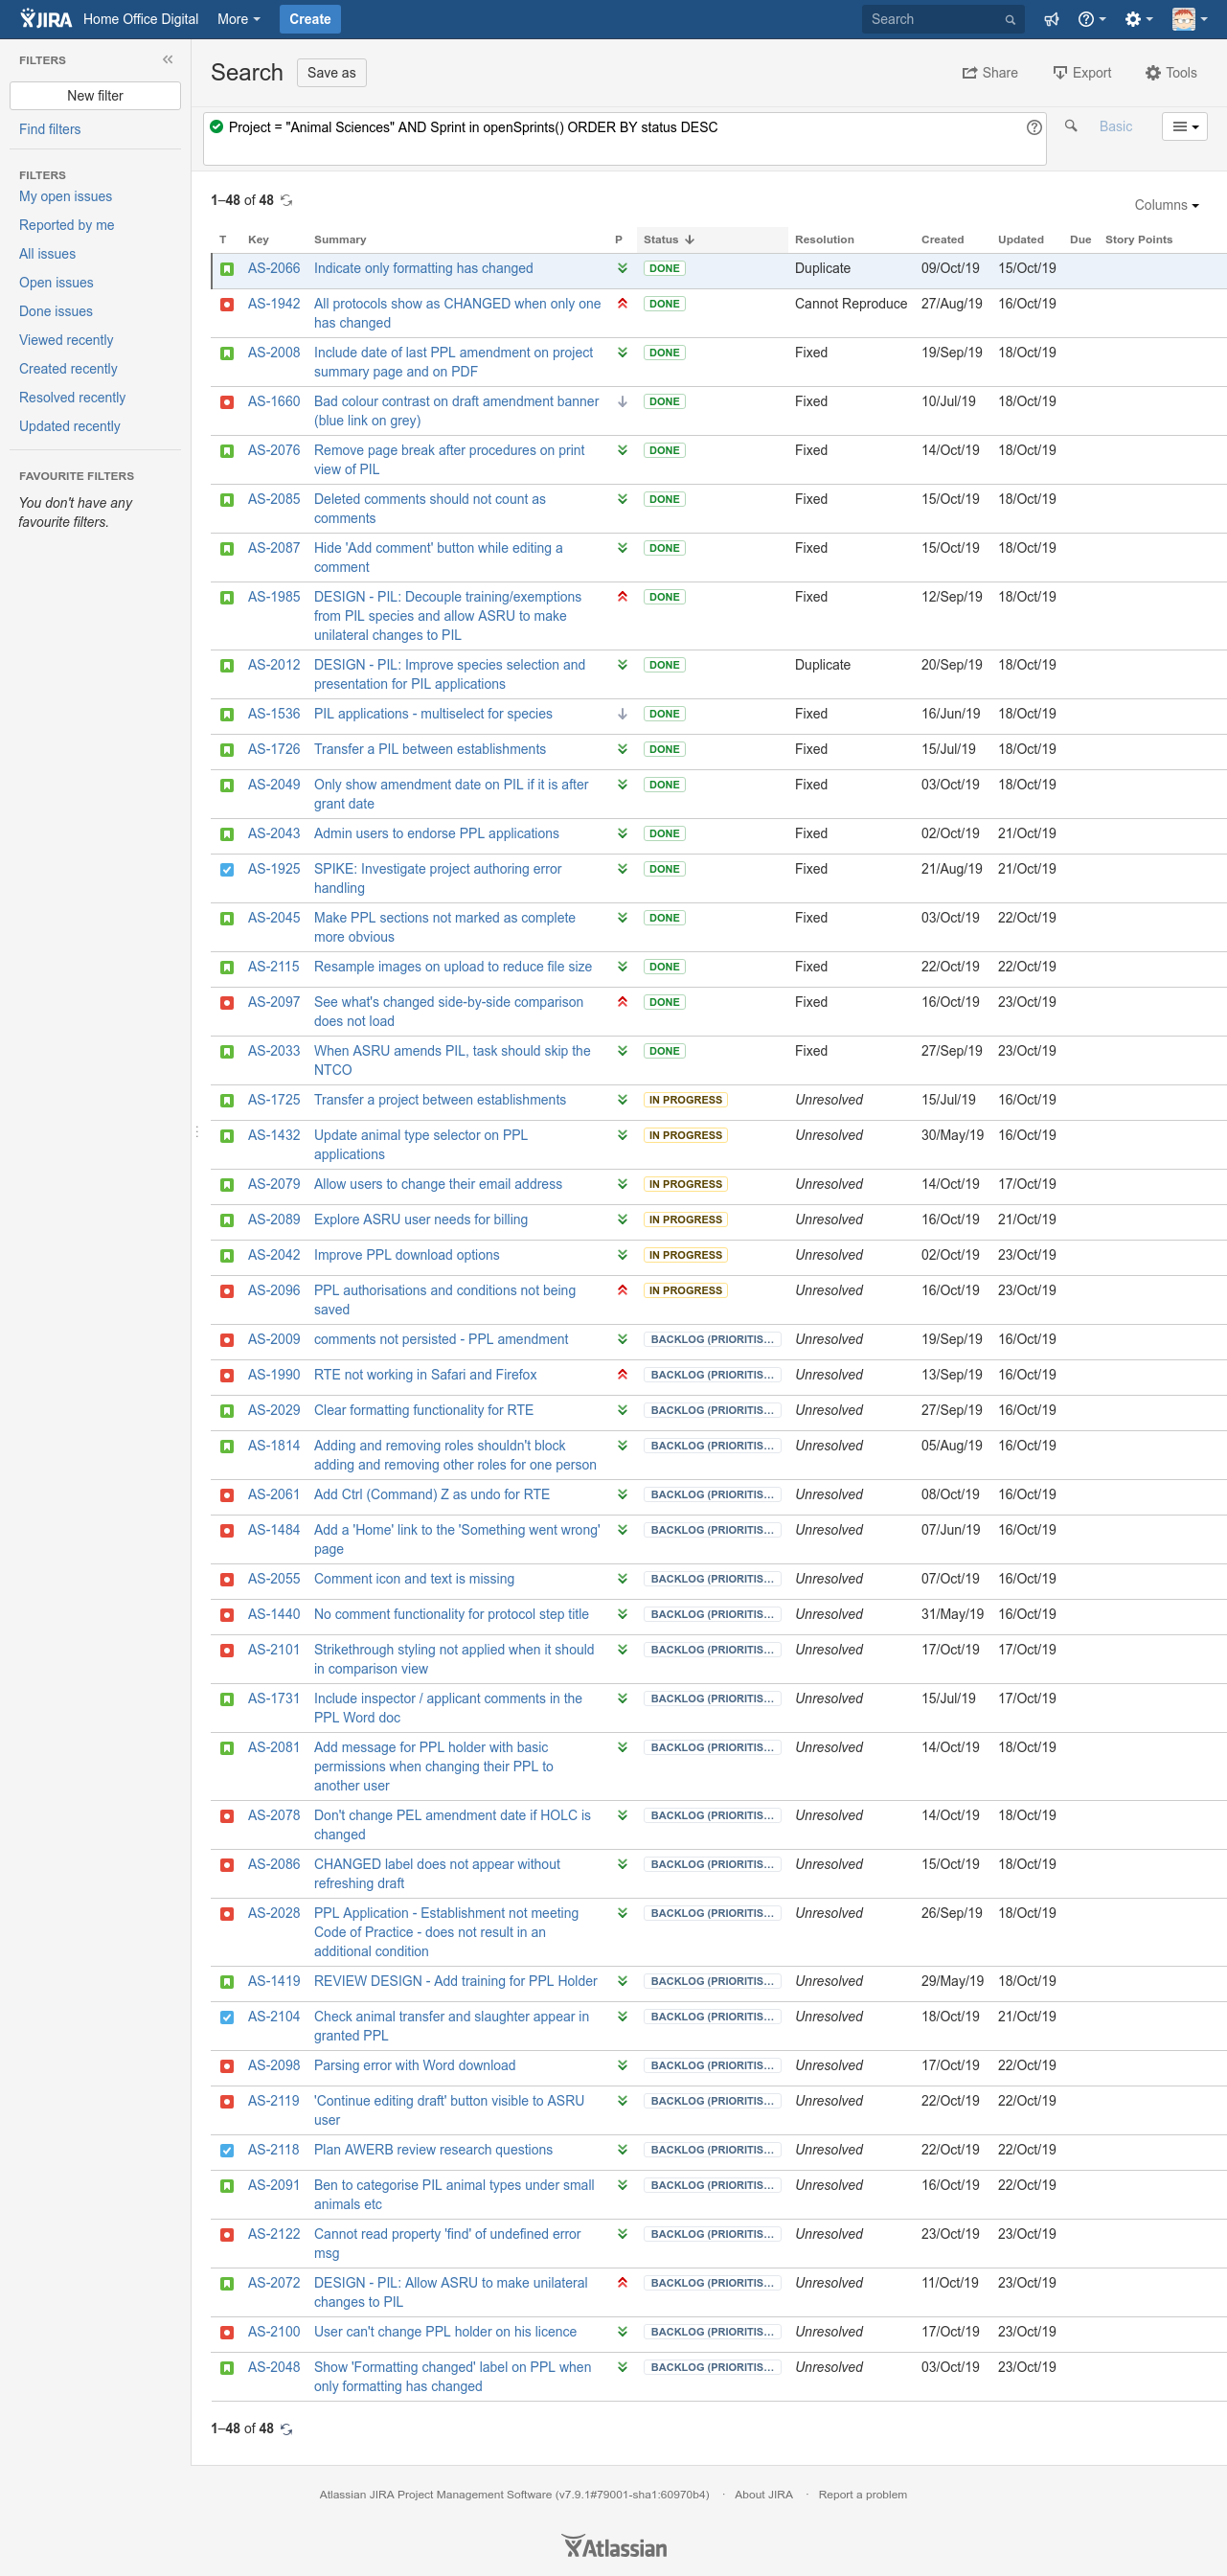 JIRA Home Office Digital More Create Search
FILTERS
New filter
Find filters
FILTERS
My open issues
Reported by me
All issues
Open issues
Done issues
Viewed recently
Created recently
Resolved recently
Updated recently
FAVOURITE FILTERS
You don't have any
favourite filters.
Search Save as Share Export Tools
Project = "Animal Sciences" AND Sprint in openSprints() ORDER BY status DESC Basic
1–48 of 48
Columns
T Key Summary P Status Resolution Created Updated Due Story Points
AS-2066 Indicate only formatting has changed DONE Duplicate 09/Oct/19 15/Oct/19
AS-1942 All protocols show as CHANGED when only one DONE Cannot Reproduce 27/Aug/19 16/Oct/19
has changed
AS-2008 Include date of last PPL amendment on project DONE Fixed 19/Sep/19 18/Oct/19
summary page and on PDF
AS-1660 Bad colour contrast on draft amendment banner DONE Fixed 10/Jul/19 18/Oct/19
(blue link on grey)
AS-2076 Remove page break after procedures on print DONE Fixed 14/Oct/19 18/Oct/19
view of PIL
AS-2085 Deleted comments should not count as DONE Fixed 15/Oct/19 18/Oct/19
comments
AS-2087 Hide 'Add comment' button while editing a DONE Fixed 15/Oct/19 18/Oct/19
comment
AS-1985 DESIGN - PIL: Decouple training/exemptions DONE Fixed 12/Sep/19 18/Oct/19
from PIL species and allow ASRU to make
unilateral changes to PIL
AS-2012 DESIGN - PIL: Improve species selection and DONE Duplicate 20/Sep/19 18/Oct/19
presentation for PIL applications
AS-1536 PIL applications - multiselect for species DONE Fixed 16/Jun/19 18/Oct/19
AS-1726 Transfer a PIL between establishments DONE Fixed 15/Jul/19 18/Oct/19
AS-2049 Only show amendment date on PIL if it is after DONE Fixed 03/Oct/19 18/Oct/19
grant date
AS-2043 Admin users to endorse PPL applications DONE Fixed 02/Oct/19 21/Oct/19
AS-1925 SPIKE: Investigate project authoring error DONE Fixed 21/Aug/19 21/Oct/19
handling
AS-2045 Make PPL sections not marked as complete DONE Fixed 03/Oct/19 22/Oct/19
more obvious
AS-2115 Resample images on upload to reduce file size DONE Fixed 22/Oct/19 22/Oct/19
AS-2097 See what's changed side-by-side comparison DONE Fixed 16/Oct/19 23/Oct/19
does not load
AS-2033 When ASRU amends PIL, task should skip the DONE Fixed 27/Sep/19 23/Oct/19
NTCO
AS-1725 Transfer a project between establishments IN PROGRESS Unresolved 15/Jul/19 16/Oct/19
AS-1432 Update animal type selector on PPL IN PROGRESS Unresolved 30/May/19 16/Oct/19
applications
AS-2079 Allow users to change their email address IN PROGRESS Unresolved 14/Oct/19 17/Oct/19
AS-2089 Explore ASRU user needs for billing IN PROGRESS Unresolved 16/Oct/19 21/Oct/19
AS-2042 Improve PPL download options IN PROGRESS Unresolved 02/Oct/19 23/Oct/19
AS-2096 PPL authorisations and conditions not being IN PROGRESS Unresolved 16/Oct/19 23/Oct/19
saved
AS-2009 comments not persisted - PPL amendment BACKLOG (PRIORITIS… Unresolved 19/Sep/19 16/Oct/19
AS-1990 RTE not working in Safari and Firefox BACKLOG (PRIORITIS… Unresolved 13/Sep/19 16/Oct/19
AS-2029 Clear formatting functionality for RTE BACKLOG (PRIORITIS… Unresolved 27/Sep/19 16/Oct/19
AS-1814 Adding and removing roles shouldn't block BACKLOG (PRIORITIS… Unresolved 05/Aug/19 16/Oct/19
adding and removing other roles for one person
AS-2061 Add Ctrl (Command) Z as undo for RTE BACKLOG (PRIORITIS… Unresolved 08/Oct/19 16/Oct/19
AS-1484 Add a 'Home' link to the 'Something went wrong' BACKLOG (PRIORITIS… Unresolved 07/Jun/19 16/Oct/19
page
AS-2055 Comment icon and text is missing BACKLOG (PRIORITIS… Unresolved 07/Oct/19 16/Oct/19
AS-1440 No comment functionality for protocol step title BACKLOG (PRIORITIS… Unresolved 31/May/19 16/Oct/19
AS-2101 Strikethrough styling not applied when it should BACKLOG (PRIORITIS… Unresolved 17/Oct/19 17/Oct/19
in comparison view
AS-1731 Include inspector / applicant comments in the BACKLOG (PRIORITIS… Unresolved 15/Jul/19 17/Oct/19
PPL Word doc
AS-2081 Add message for PPL holder with basic BACKLOG (PRIORITIS… Unresolved 14/Oct/19 18/Oct/19
permissions when changing their PPL to
another user
AS-2078 Don't change PEL amendment date if HOLC is BACKLOG (PRIORITIS… Unresolved 14/Oct/19 18/Oct/19
changed
AS-2086 CHANGED label does not appear without BACKLOG (PRIORITIS… Unresolved 15/Oct/19 18/Oct/19
refreshing draft
AS-2028 PPL Application - Establishment not meeting BACKLOG (PRIORITIS… Unresolved 26/Sep/19 18/Oct/19
Code of Practice - does not result in an
additional condition
AS-1419 REVIEW DESIGN - Add training for PPL Holder BACKLOG (PRIORITIS… Unresolved 29/May/19 18/Oct/19
AS-2104 Check animal transfer and slaughter appear in BACKLOG (PRIORITIS… Unresolved 18/Oct/19 21/Oct/19
granted PPL
AS-2098 Parsing error with Word download BACKLOG (PRIORITIS… Unresolved 17/Oct/19 22/Oct/19
AS-2119 'Continue editing draft' button visible to ASRU BACKLOG (PRIORITIS… Unresolved 22/Oct/19 22/Oct/19
user
AS-2118 Plan AWERB review research questions BACKLOG (PRIORITIS… Unresolved 22/Oct/19 22/Oct/19
AS-2091 Ben to categorise PIL animal types under small BACKLOG (PRIORITIS… Unresolved 16/Oct/19 22/Oct/19
animals etc
AS-2122 Cannot read property 'find' of undefined error BACKLOG (PRIORITIS… Unresolved 23/Oct/19 23/Oct/19
msg
AS-2072 DESIGN - PIL: Allow ASRU to make unilateral BACKLOG (PRIORITIS… Unresolved 11/Oct/19 23/Oct/19
changes to PIL
AS-2100 User can't change PPL holder on his licence BACKLOG (PRIORITIS… Unresolved 17/Oct/19 23/Oct/19
AS-2048 Show 'Formatting changed' label on PPL when BACKLOG (PRIORITIS… Unresolved 03/Oct/19 23/Oct/19
only formatting has changed
1–48 of 48
Atlassian JIRA Project Management Software (v7.9.1#79001-sha1:60970b4) · About JIRA · Report a problem
Atlassian